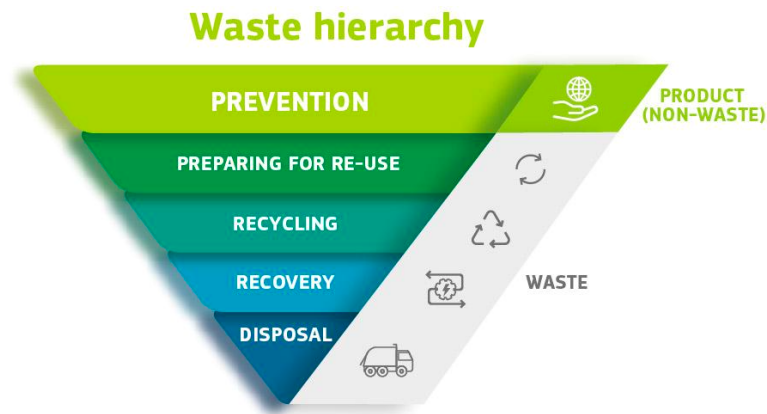 Waste hierarchy
PREVENTION
PRODUCT
(NON-WASTE)
PREPARING FOR RE-USE
RECYCLING
RECOVERY
WASTE
DISPOSAL